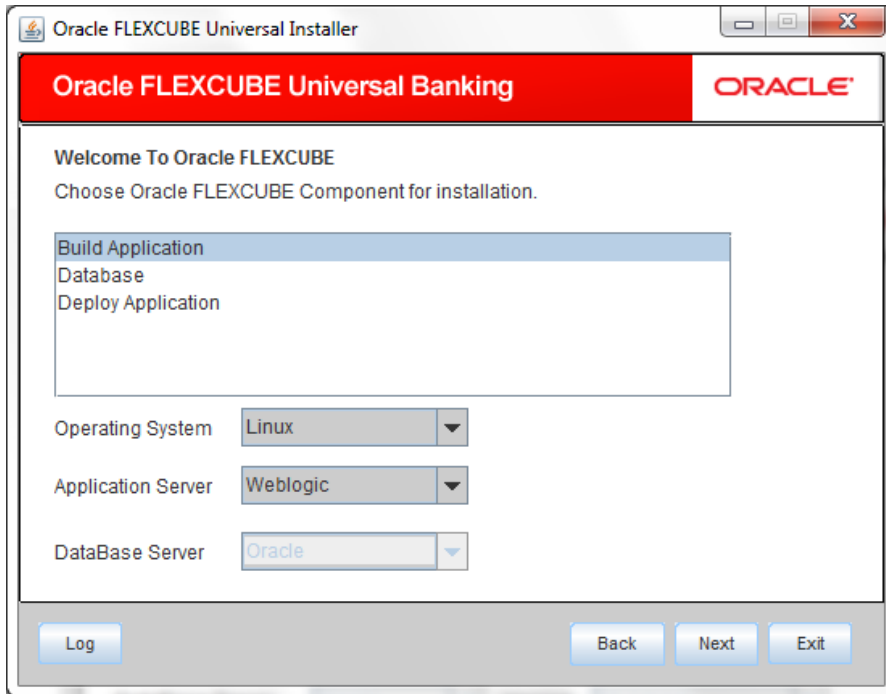 Oracle FLEXCUBE Universal Installer
Oracle FLEXCUBE Universal Banking
ORACLE
Welcome To Oracle FLEXCUBE
Choose Oracle FLEXCUBE Component for installation.
Build Application
Database
Deploy Application
Operating System Linux
Application Server Weblogic
DataBase Server Oracle
Log Back Next Exit